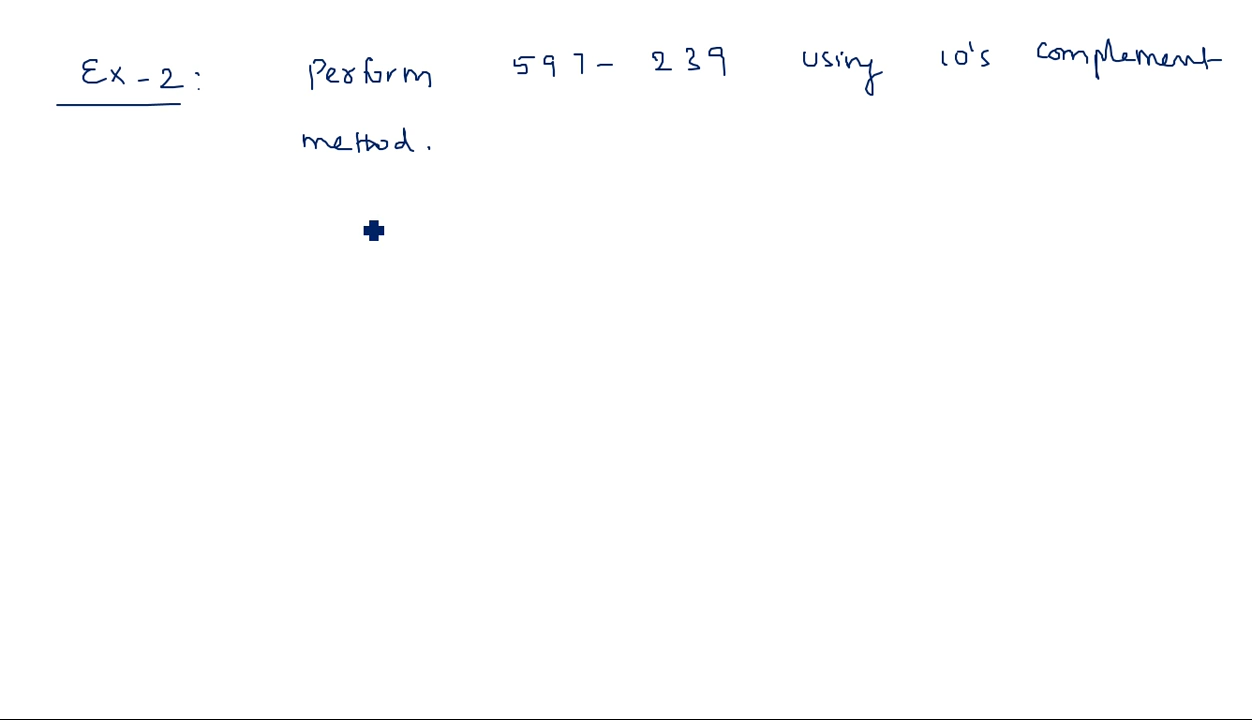 Ex-2: Perform 597 - 239 using 10's complement
method.